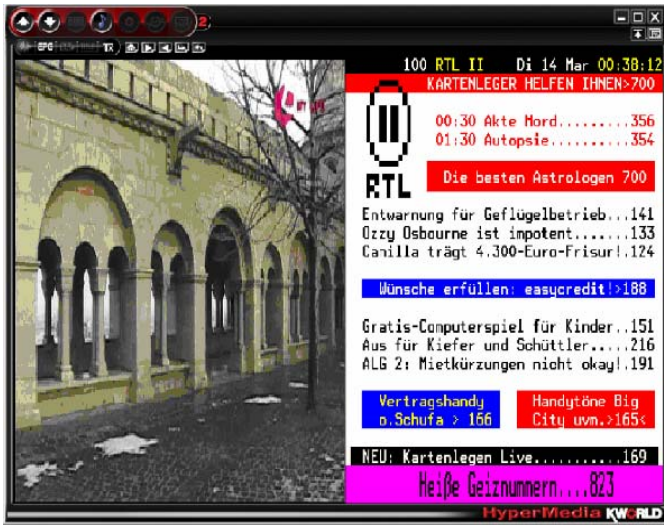 2
EPG TR
100 RTL II Di 14 Mar 00:38:12
KARTENLEGER HELFEN IHNEN>700
00:30 Akte Mord.........356
01:30 Autopsie..........354
RTL
Die besten Astrologen 700
Entwarnung für Geflügelbetrieb...141
Ozzy Osbourne ist impotent......133
Camilla trägt 4.300-Euro-Frisur!.124
Wünsche erfüllen: easycredit!>188
Gratis-Computerspiel für Kinder..151
Aus für Kiefer und Schüttler.....216
ALG 2: Mietkürzungen nicht okay!.191
Vertragshandy
o.Schufa > 166
Handytöne Big
City uvm.>165<
NEU: Kartenlegen Live...........169
Heiße Geiznummern....823
HyperMedia KWORLD